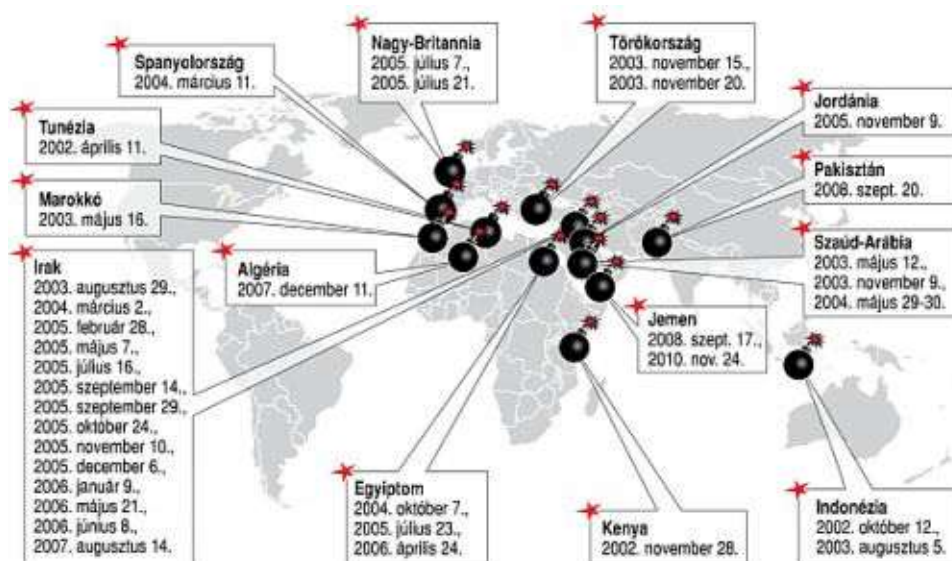 Spanyolország
2004. március 11.
Nagy-Britannia
2005. július 7.,
2005. július 21.
Törökország
2003. november 15.,
2003. november 20.
Jordánia
2005. november 9.
Tunézia
2002. április 11.
Pakisztán
2008. szept. 20.
Marokkó
2003. május 16.
Szaúd-Arábia
2003. május 12.,
2003. november 9.,
2004. május 29-30.
Irak
2003. augusztus 29.,
2004. március 2.,
2005. február 28.,
2005. május 7.,
2005. július 16.,
2005. szeptember 14.,
2005. szeptember 29.,
2005. október 24.,
2005. november 10.,
2005. december 6.,
2006. január 9.,
2006. május 21.,
2006. június 8.,
2007. augusztus 14.
Algéria
2007. december 11.
Jemen
2008. szept. 17.,
2010. nov. 24.
Egyiptom
2004. október 7.,
2005. július 23.,
2006. április 24.
Kenya
2002. november 28.
Indonézia
2002. október 12.,
2003. augusztus 5.